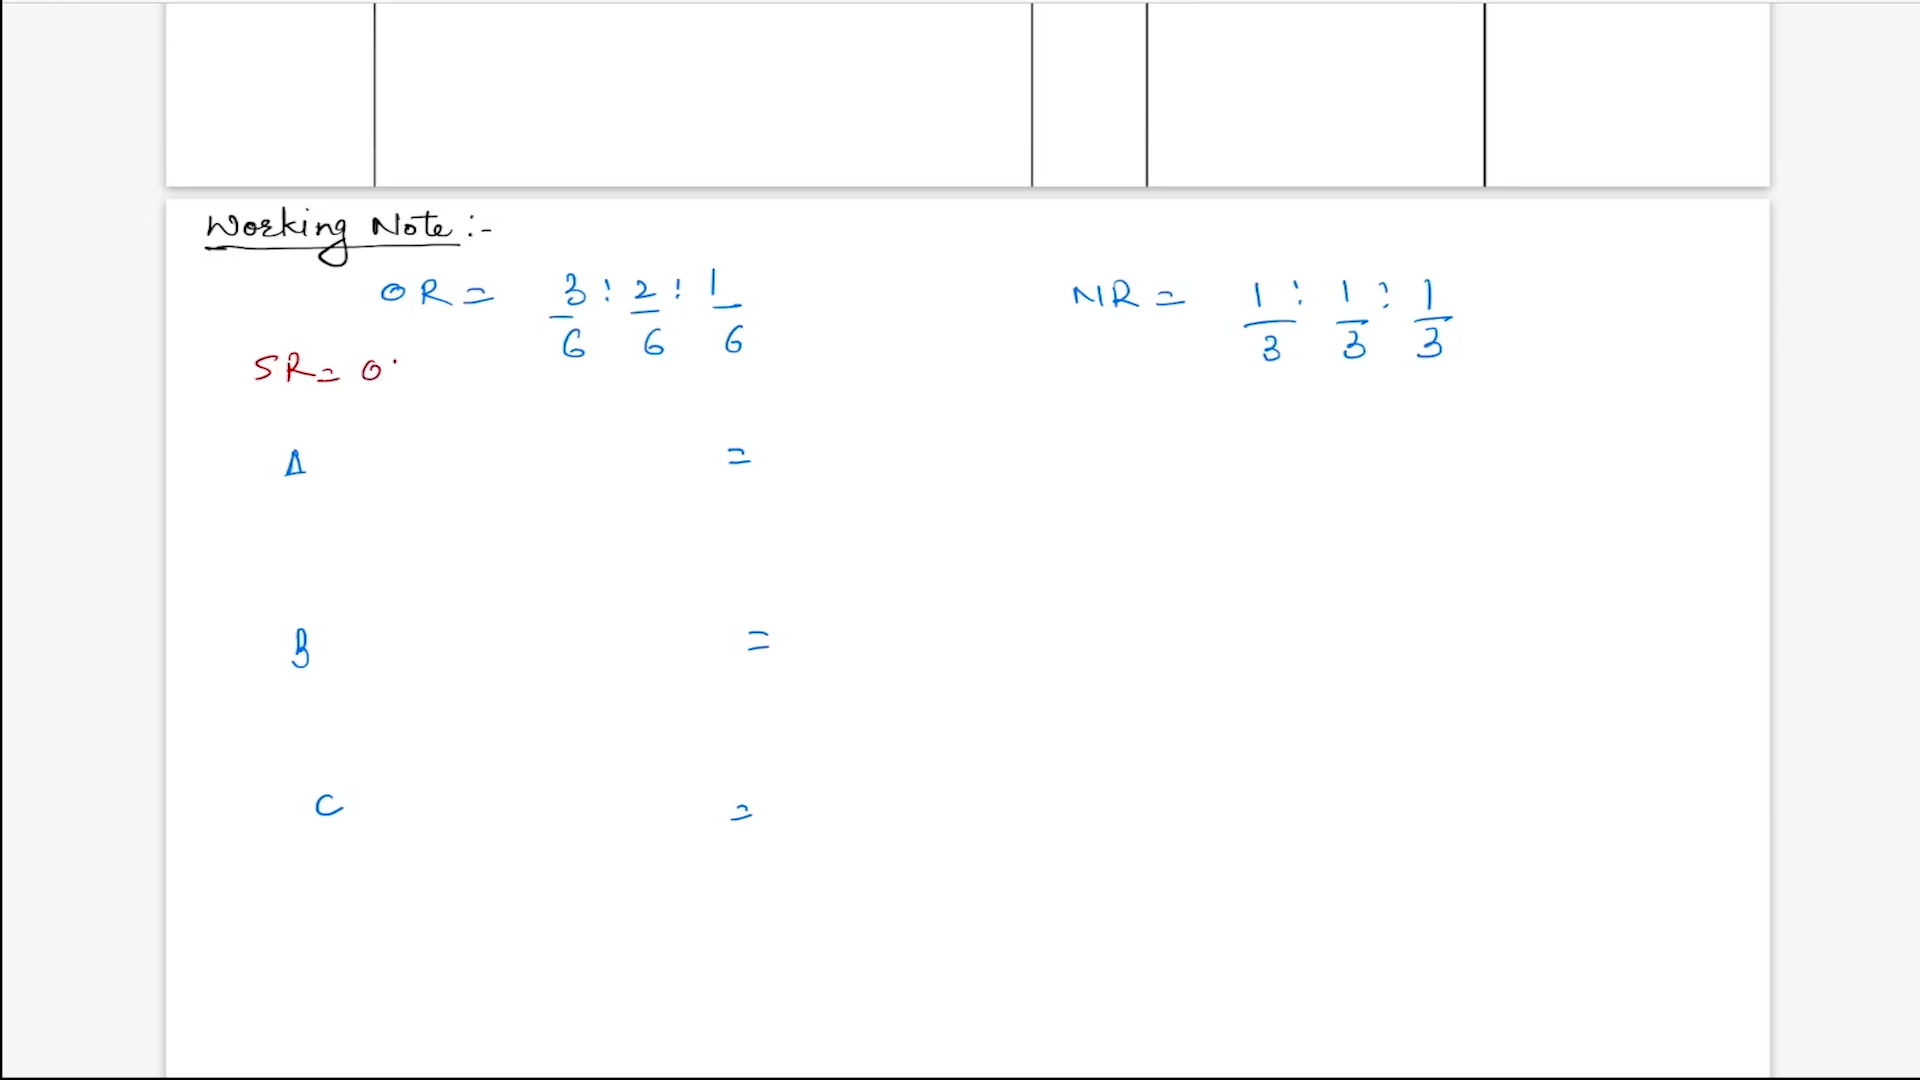 Working Note :-
OR = 3/6 : 2/6 : 1/6
NR = 1/3 : 1/3 : 1/3
SR = O
A =
B =
C =